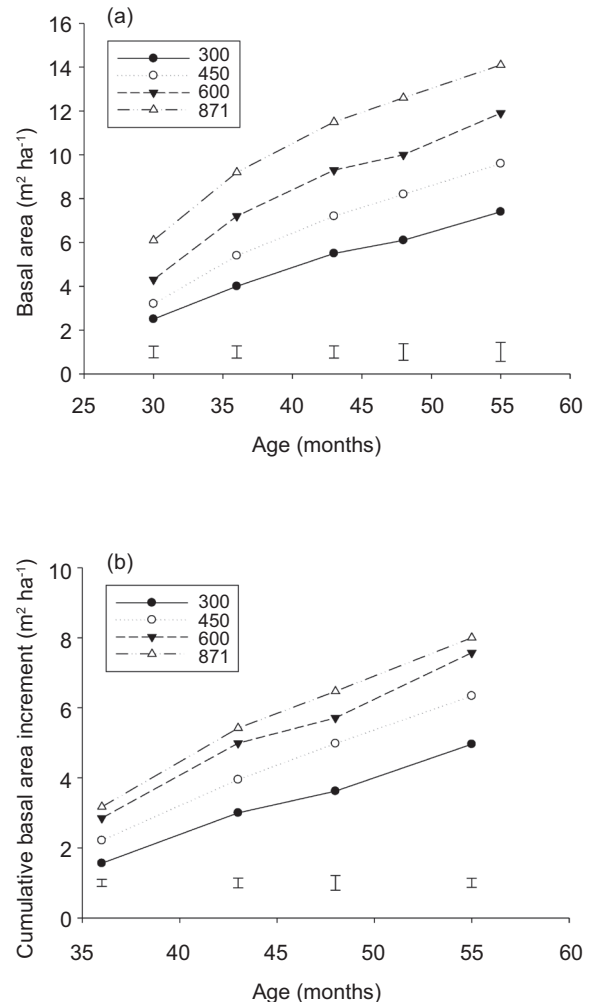 (a)
16
14
12
10
8
6
4
2
0
Basal area (m² ha⁻¹)
300
450
600
871
25 30 35 40 45 50 55 60
Age (months)
(b)
10
8
6
4
2
0
Cumulative basal area increment (m² ha⁻¹)
300
450
600
871
35 40 45 50 55 60
Age (months)